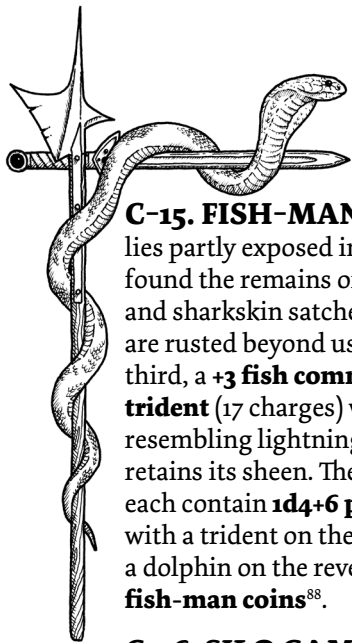 C-15. FISH-MAN
lies partly exposed in
found the remains o
and sharkskin satche
are rusted beyond us
third, a +3 fish comm
trident (17 charges) w
resembling lightning
retains its sheen. The
each contain 1d4+6 p
with a trident on the
a dolphin on the reve
fish-man coins⁸⁸.